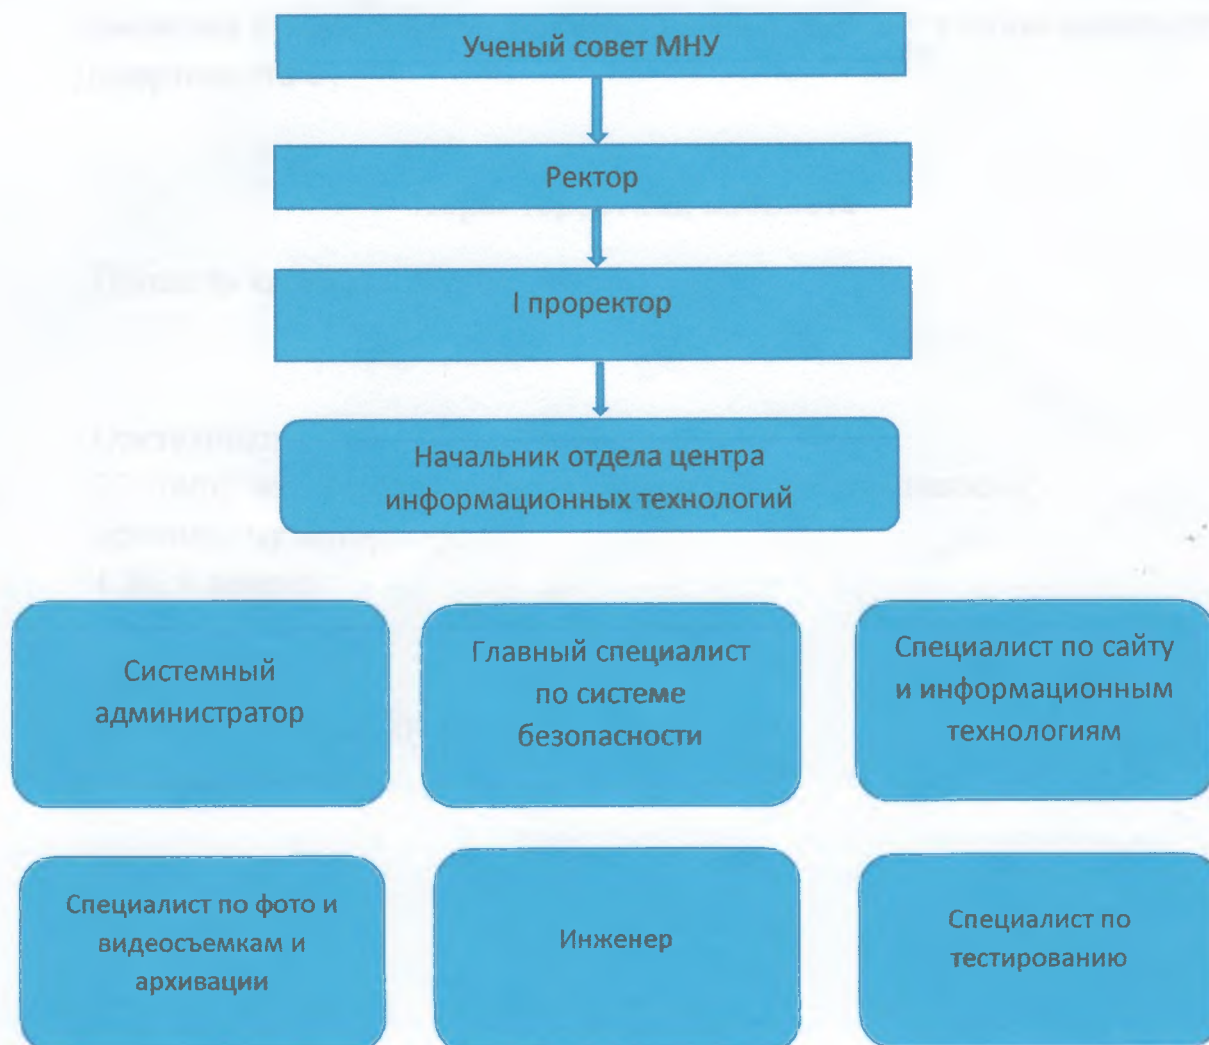 Ученый совет МНУ
Ректор
I проректор
Начальник отдела центра
информационных технологий
Системный
администратор
Главный специалист
по системе
безопасности
Специалист по сайту
и информационным
технологиям
Специалист по фото и
видеосъемкам и
архивации
Инженер
Специалист по
тестированию